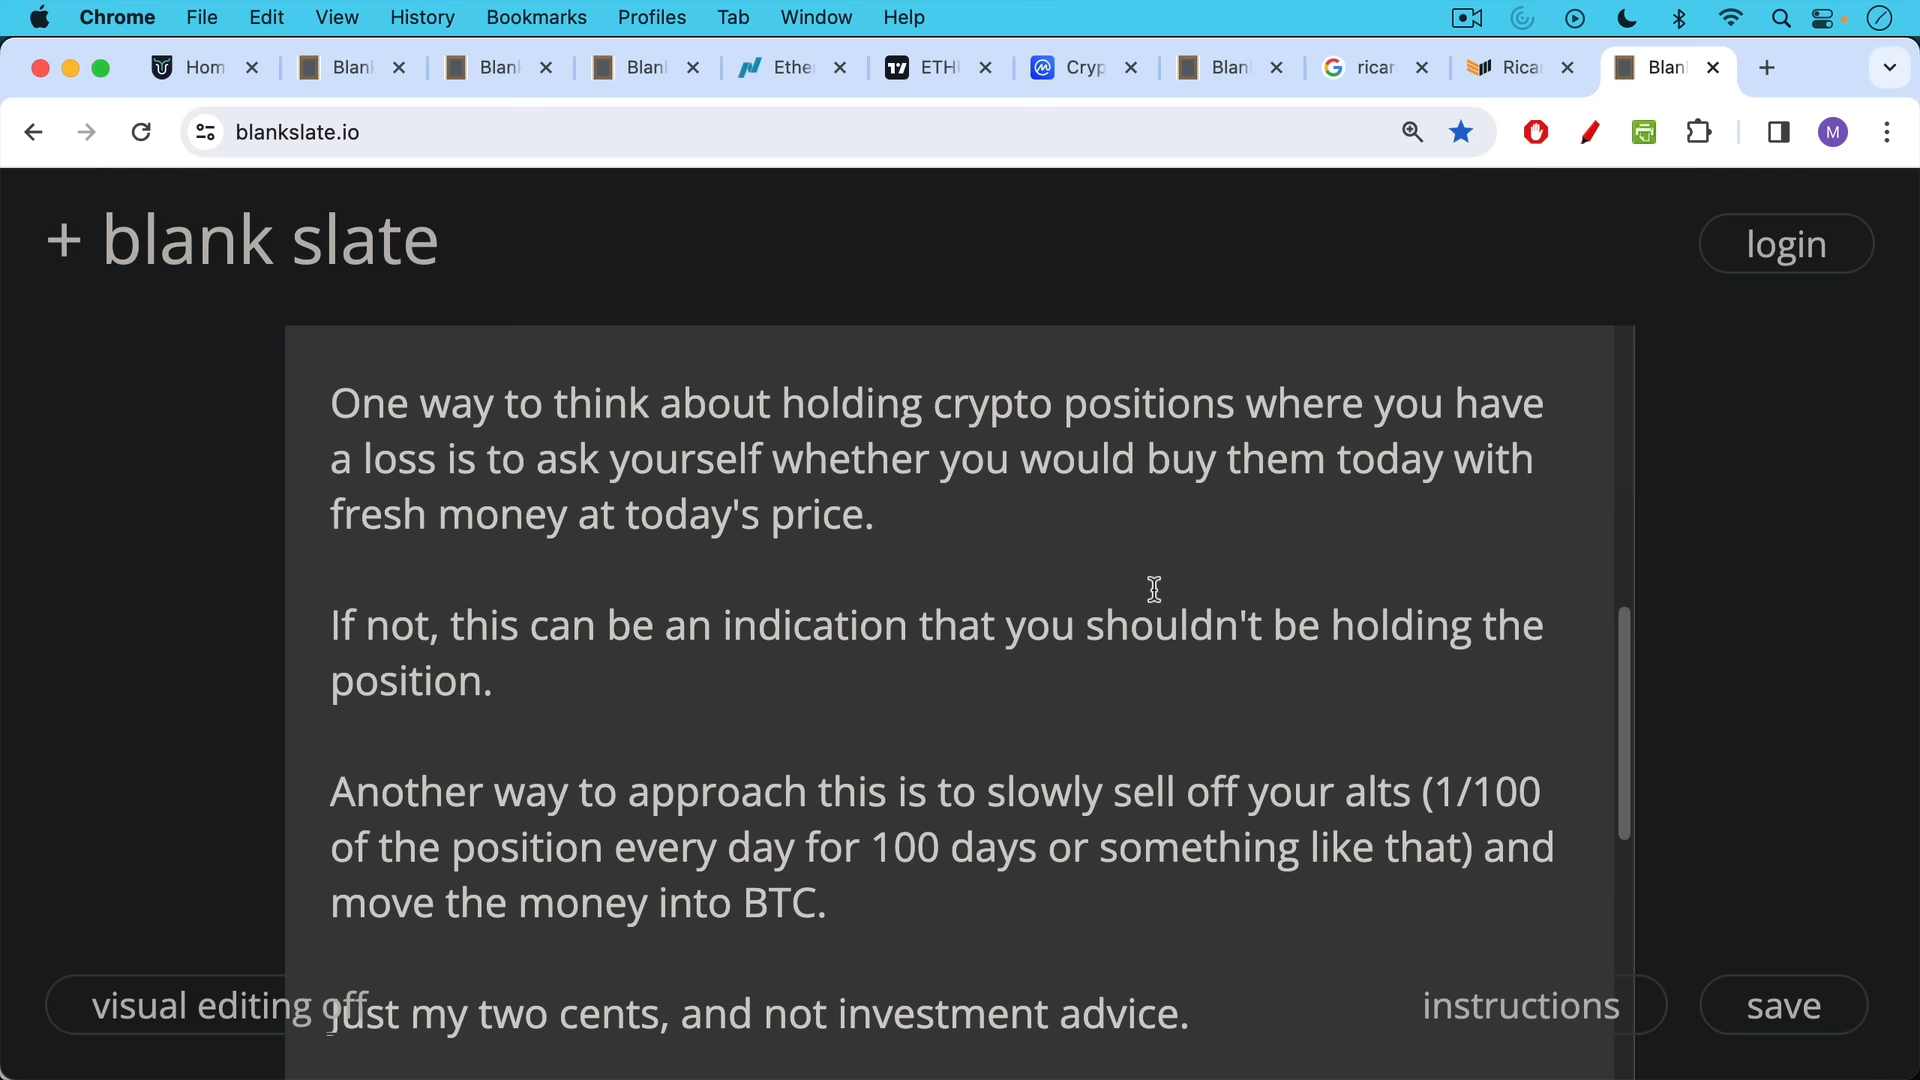 Chrome File Edit View History Bookmarks Profiles Tab Window Help
Hom Blan Blan Blan Ethe ETH Cryp Blan ricar Rica Blan
blankslate.io M
+ blank slate
login
One way to think about holding crypto positions where you have
a loss is to ask yourself whether you would buy them today with
fresh money at today's price.
If not, this can be an indication that you shouldn't be holding the
position.
Another way to approach this is to slowly sell off your alts (1/100
of the position every day for 100 days or something like that) and
move the money into BTC.
Just my two cents, and not investment advice.
visual editing off
instructions
save